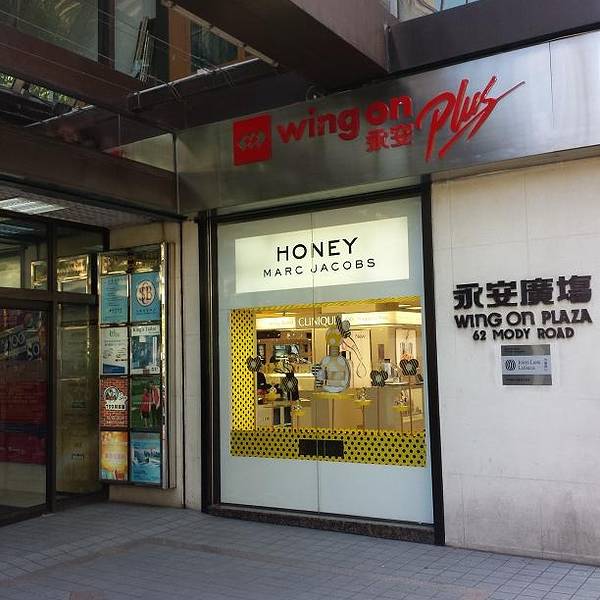 wing on Plus
永安
HONEY
MARC JACOBS
CLINIQUE
永安廣場
WING ON PLAZA
62 MODY ROAD